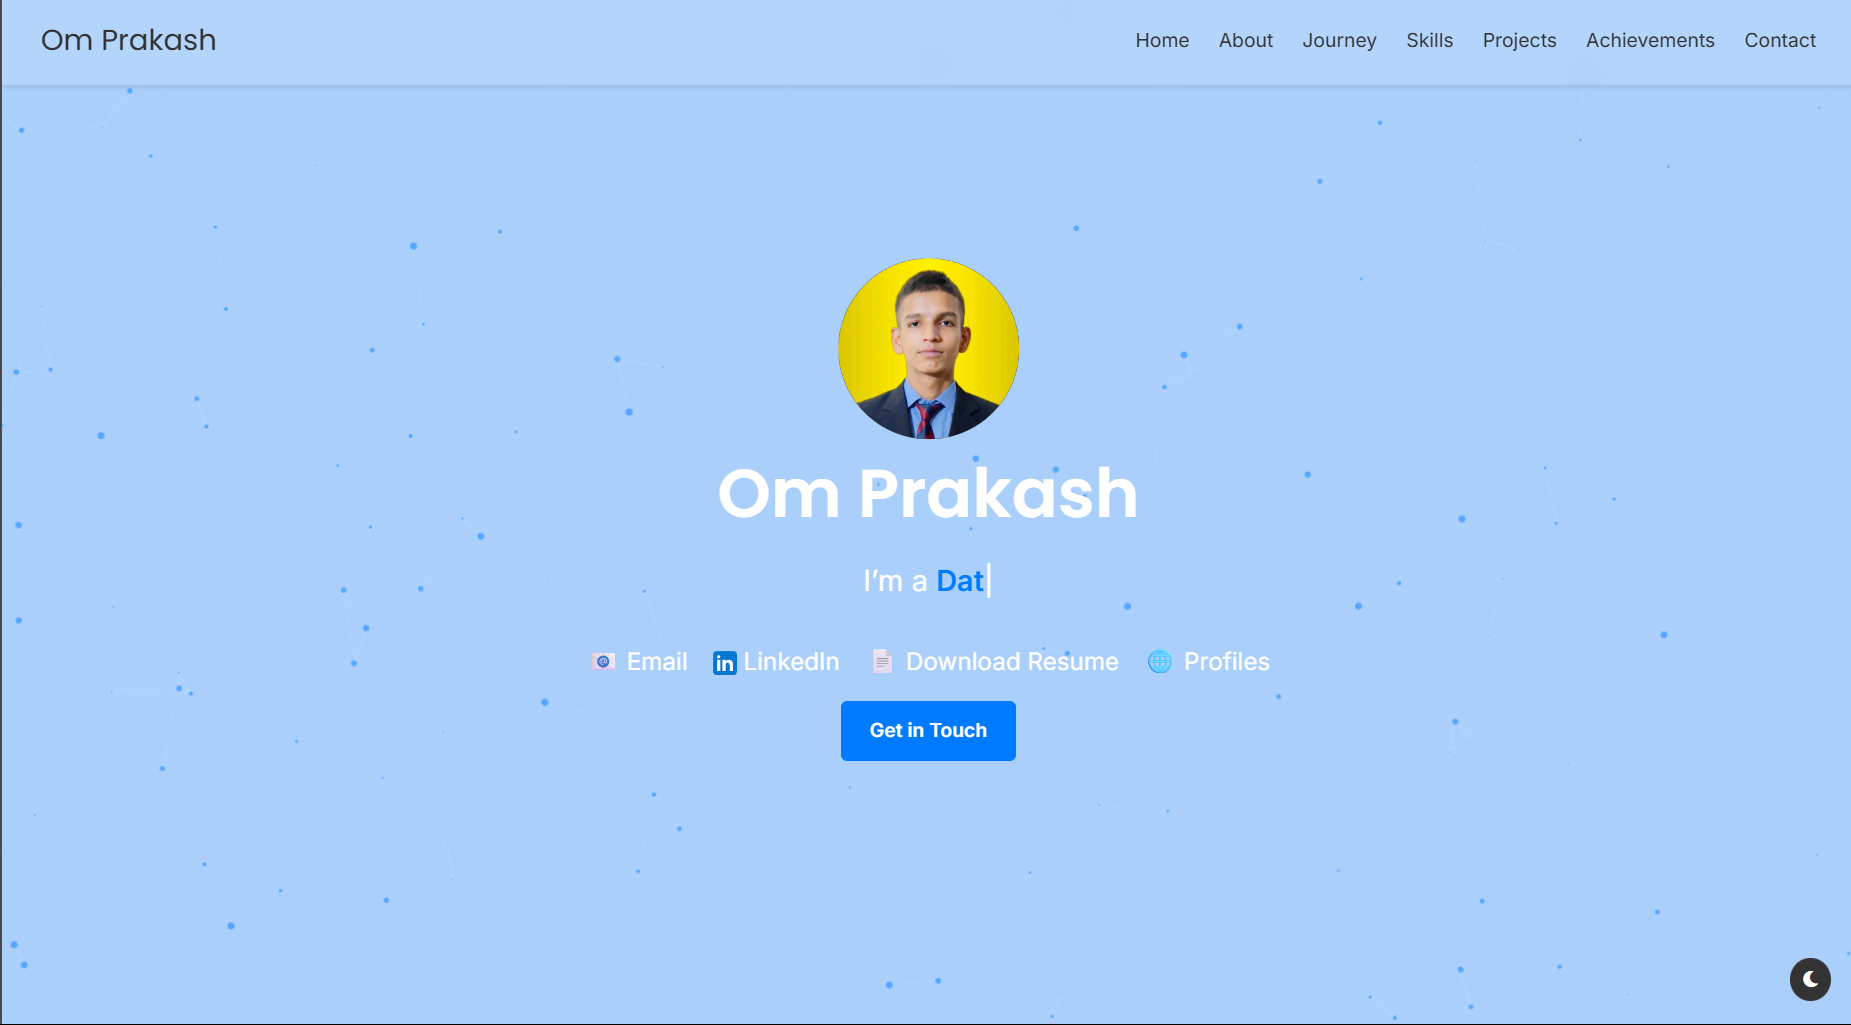 Om Prakash
Home About Journey Skills Projects Achievements Contact
Om Prakash
I'm a Dat
Email LinkedIn Download Resume Profiles
Get in Touch